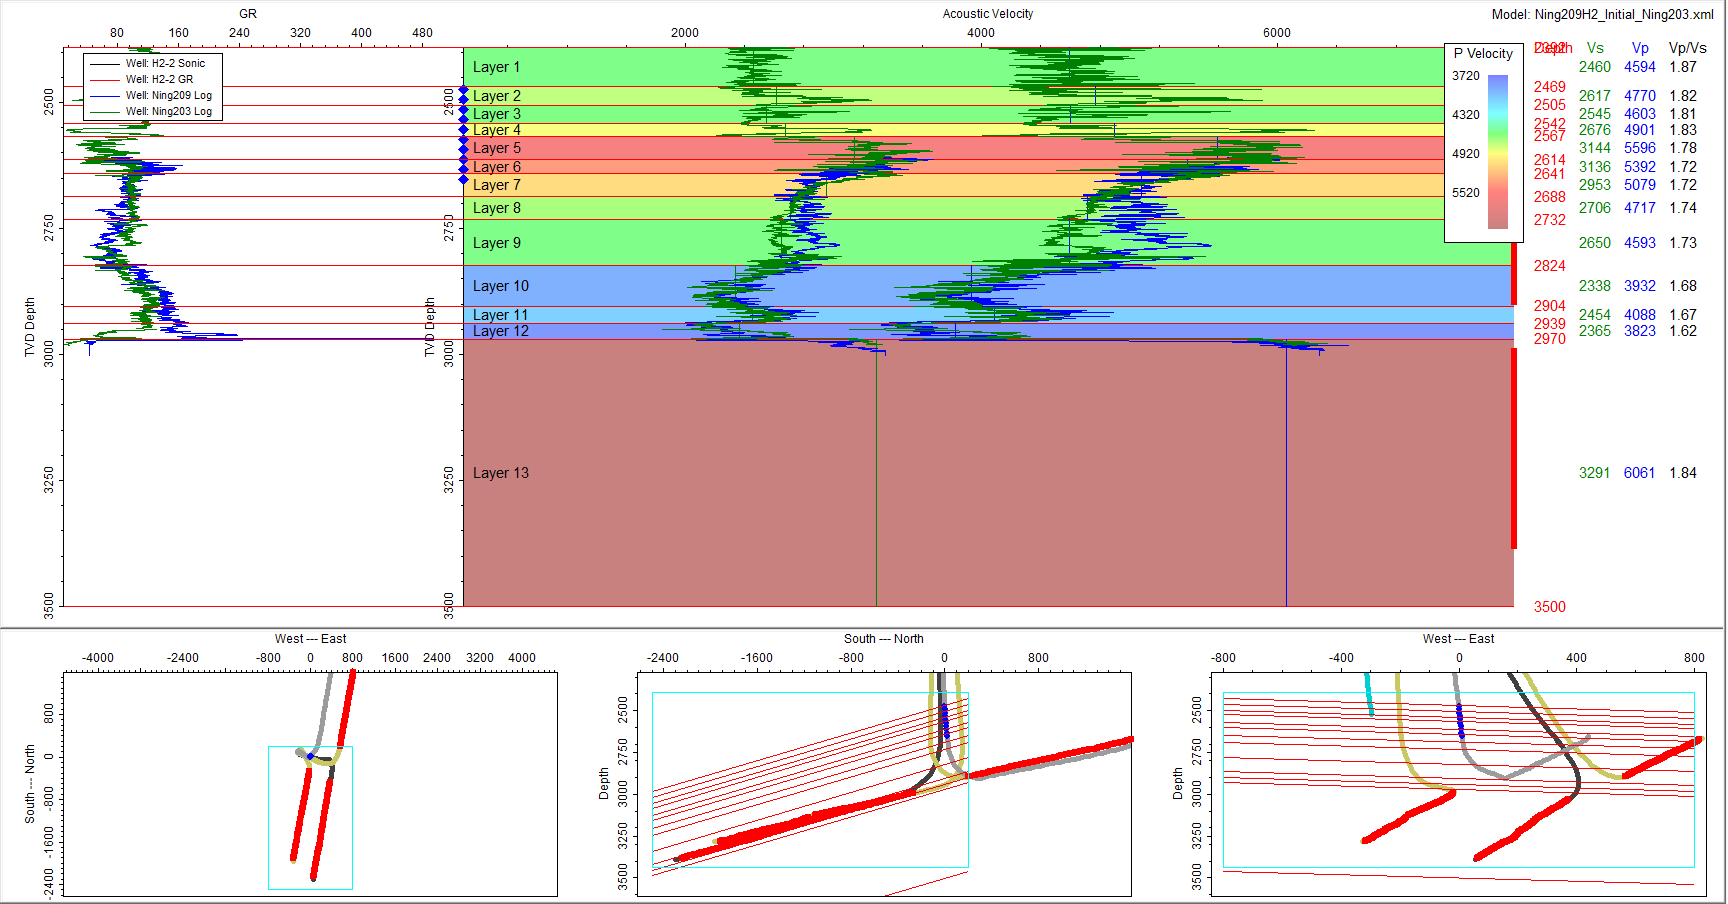 GR
Acoustic Velocity
Model: Ning209H2_Initial_Ning203.xml
80 160 240 320 400 480
2000 4000 6000
Well: H2-2 Sonic
Well: H2-2 GR
Well: Ning209 Log
Well: Ning203 Log
P Velocity
3720
4320
4920
5520
Depth Vs Vp Vp/Vs
2392
Layer 1 2460 4594 1.87
2469
Layer 2 2617 4770 1.82
2505
Layer 3 2545 4603 1.81
2542
Layer 4 2676 4901 1.83
2567
Layer 5 3144 5596 1.78
2614
Layer 6 3136 5392 1.72
2641
Layer 7 2953 5079 1.72
2688
Layer 8 2706 4717 1.74
2732
Layer 9 2650 4593 1.73
2824
Layer 10 2338 3932 1.68
2904
Layer 11 2454 4088 1.67
2939
Layer 12 2365 3823 1.62
2970
Layer 13 3291 6061 1.84
3500
TVD Depth
2500 2750 3000 3250 3500
TVD Depth
2500 2750 3000 3250 3500
West --- East
-4000 -2400 -800 0 800 1600 2400 3200 4000
South --- North
800 0 -800 -1600 -2400
South --- North
-2400 -1600 -800 0 800
Depth
2500 2750 3000 3250 3500
West --- East
-800 -400 0 400 800
Depth
2500 2750 3000 3250 3500